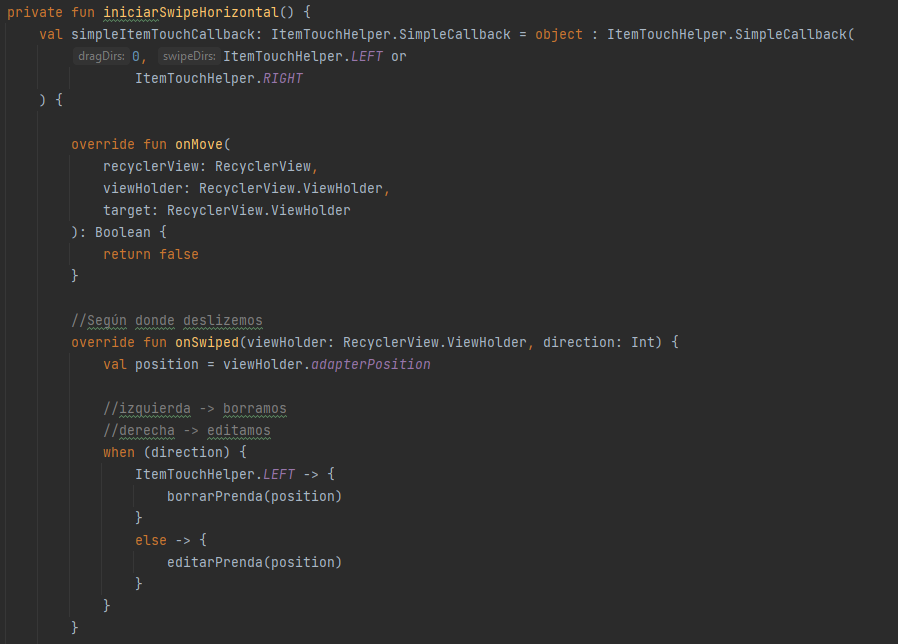 private fun iniciarSwipeHorizontal() {
    val simpleItemTouchCallback: ItemTouchHelper.SimpleCallback = object : ItemTouchHelper.SimpleCallback(
        dragDirs: 0, swipeDirs: ItemTouchHelper.LEFT or
                ItemTouchHelper.RIGHT
    ) {

        override fun onMove(
            recyclerView: RecyclerView,
            viewHolder: RecyclerView.ViewHolder,
            target: RecyclerView.ViewHolder
        ): Boolean {
            return false
        }

        //Según donde deslizemos
        override fun onSwiped(viewHolder: RecyclerView.ViewHolder, direction: Int) {
            val position = viewHolder.adapterPosition

            //izquierda -> borramos
            //derecha -> editamos
            when (direction) {
                ItemTouchHelper.LEFT -> {
                    borrarPrenda(position)
                }
                else -> {
                    editarPrenda(position)
                }
            }
        }